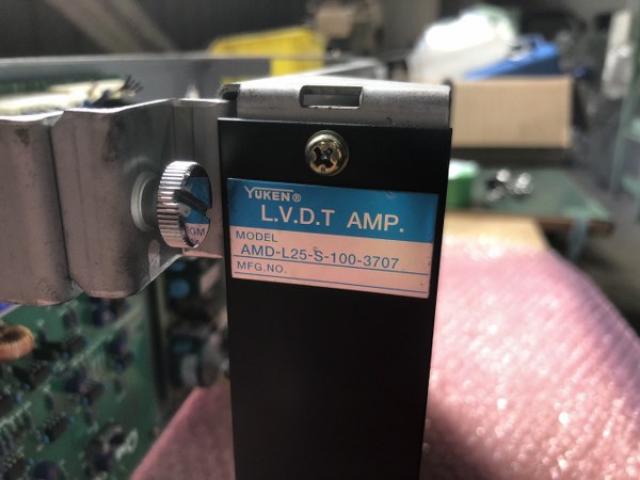 YUKEN®
L.V.D.T AMP.
MODEL
AMD-L25-S-100-3707
MFG.NO.